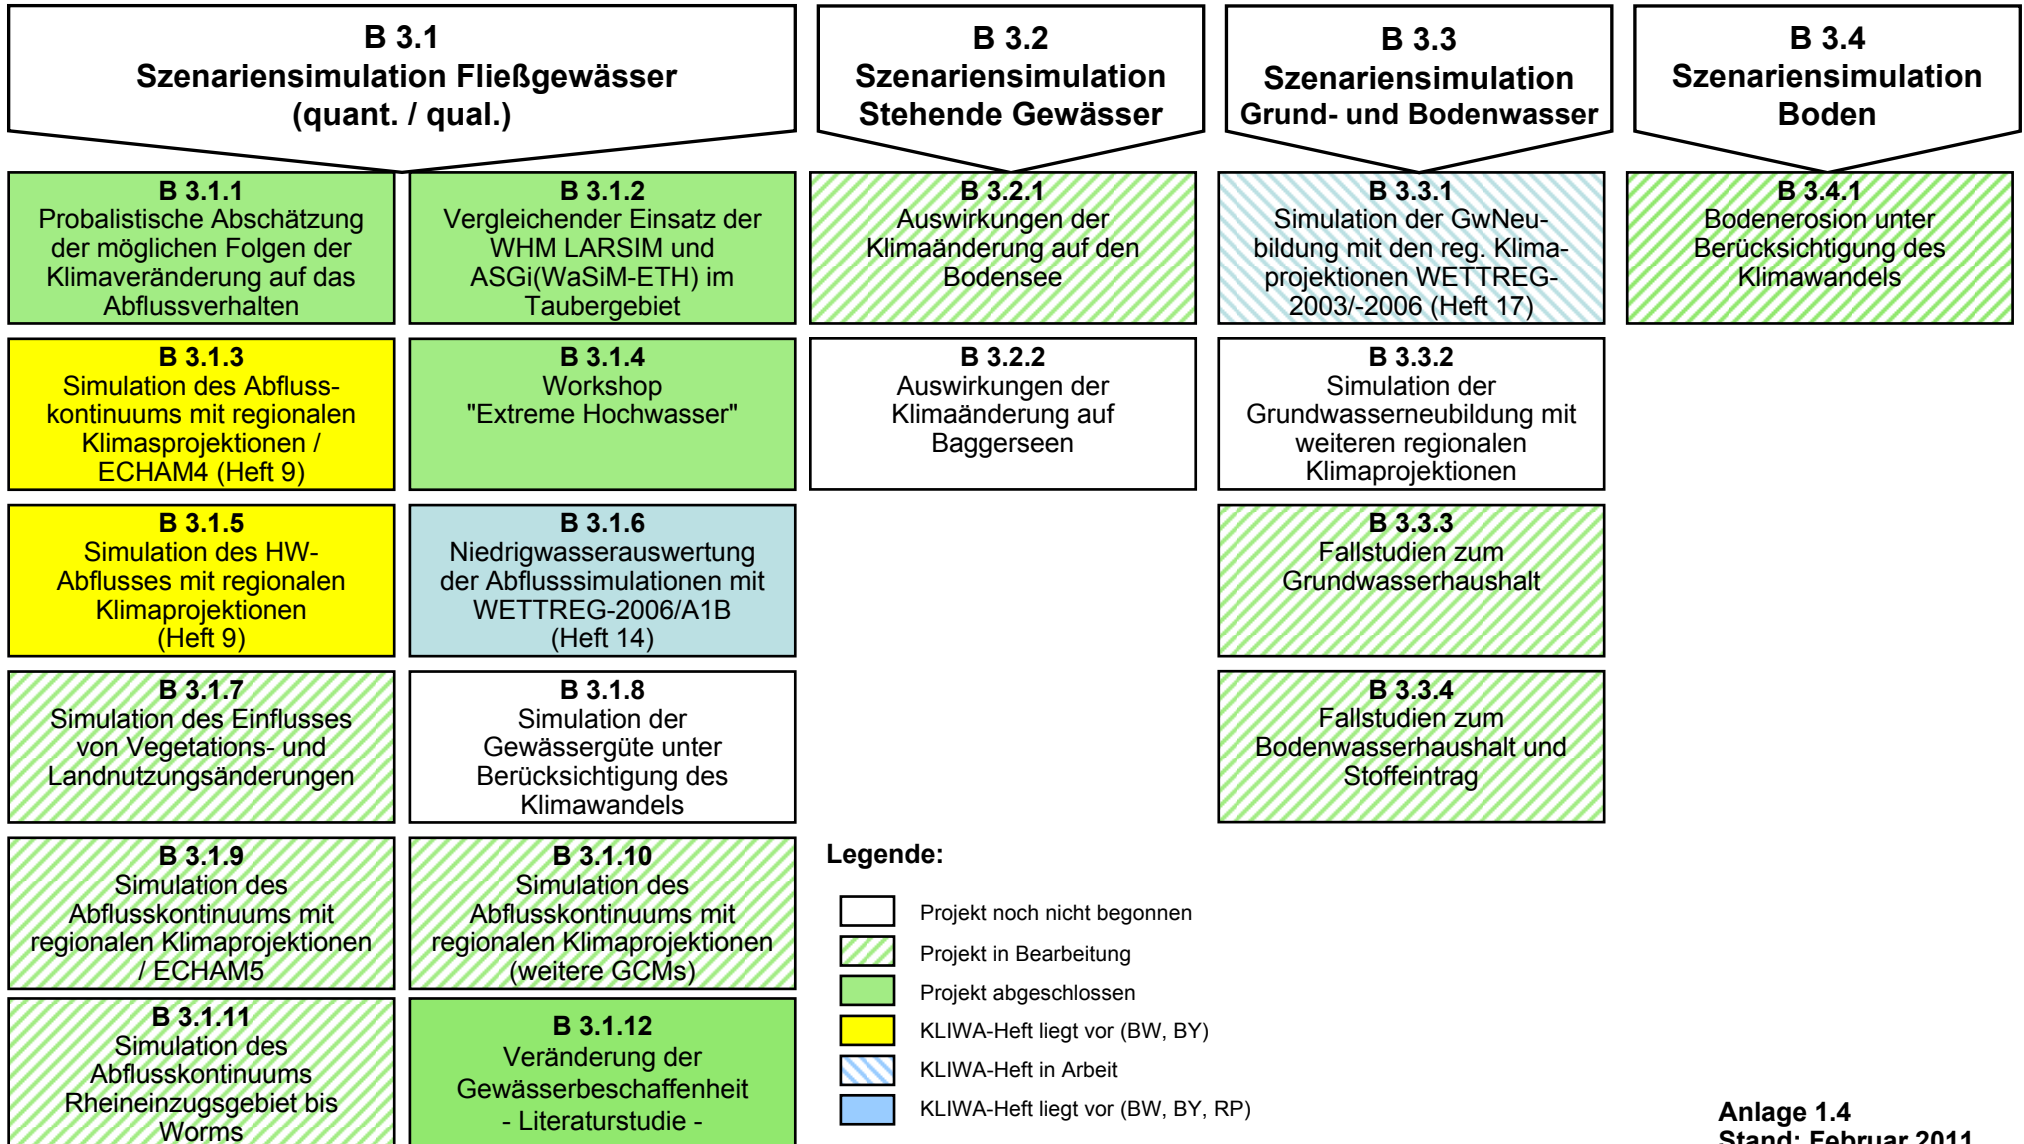 B 3.1
Szenariensimulation Fließgewässer
(quant. / qual.)
B 3.2
Szenariensimulation
Stehende Gewässer
B 3.3
Szenariensimulation
Grund- und Bodenwasser
B 3.4
Szenariensimulation
Boden
B 3.1.1
Probalistische Abschätzung
der möglichen Folgen der
Klimaveränderung auf das
Abflussverhalten
B 3.1.2
Vergleichender Einsatz der
WHM LARSIM und
ASGi(WaSiM-ETH) im
Taubergebiet
B 3.2.1
Auswirkungen der
Klimaänderung auf den
Bodensee
B 3.3.1
Simulation der GwNeu-
bildung mit den reg. Klima-
projektionen WETTREG-
2003/-2006 (Heft 17)
B 3.4.1
Bodenerosion unter
Berücksichtigung des
Klimawandels
B 3.1.3
Simulation des Abfluss-
kontinuums mit regionalen
Klimasprojektionen /
ECHAM4 (Heft 9)
B 3.1.4
Workshop
"Extreme Hochwasser"
B 3.2.2
Auswirkungen der
Klimaänderung auf
Baggerseen
B 3.3.2
Simulation der
Grundwasserneubildung mit
weiteren regionalen
Klimaprojektionen
B 3.1.5
Simulation des HW-
Abflusses mit regionalen
Klimaprojektionen
(Heft 9)
B 3.1.6
Niedrigwasserauswertung
der Abflusssimulationen mit
WETTREG-2006/A1B
(Heft 14)
B 3.3.3
Fallstudien zum
Grundwasserhaushalt
B 3.1.7
Simulation des Einflusses
von Vegetations- und
Landnutzungsänderungen
B 3.1.8
Simulation der
Gewässergüte unter
Berücksichtigung des
Klimawandels
B 3.3.4
Fallstudien zum
Bodenwasserhaushalt und
Stoffeintrag
B 3.1.9
Simulation des
Abflusskontinuums mit
regionalen Klimaprojektionen
/ ECHAM5
B 3.1.10
Simulation des
Abflusskontinuums mit
regionalen Klimaprojektionen
(weitere GCMs)
B 3.1.11
Simulation des
Abflusskontinuums
Rheineinzugsgebiet bis
Worms
B 3.1.12
Veränderung der
Gewässerbeschaffenheit
- Literaturstudie -
Legende:
Projekt noch nicht begonnen
Projekt in Bearbeitung
Projekt abgeschlossen
KLIWA-Heft liegt vor (BW, BY)
KLIWA-Heft in Arbeit
KLIWA-Heft liegt vor (BW, BY, RP)
Anlage 1.4
Stand: Februar 2011